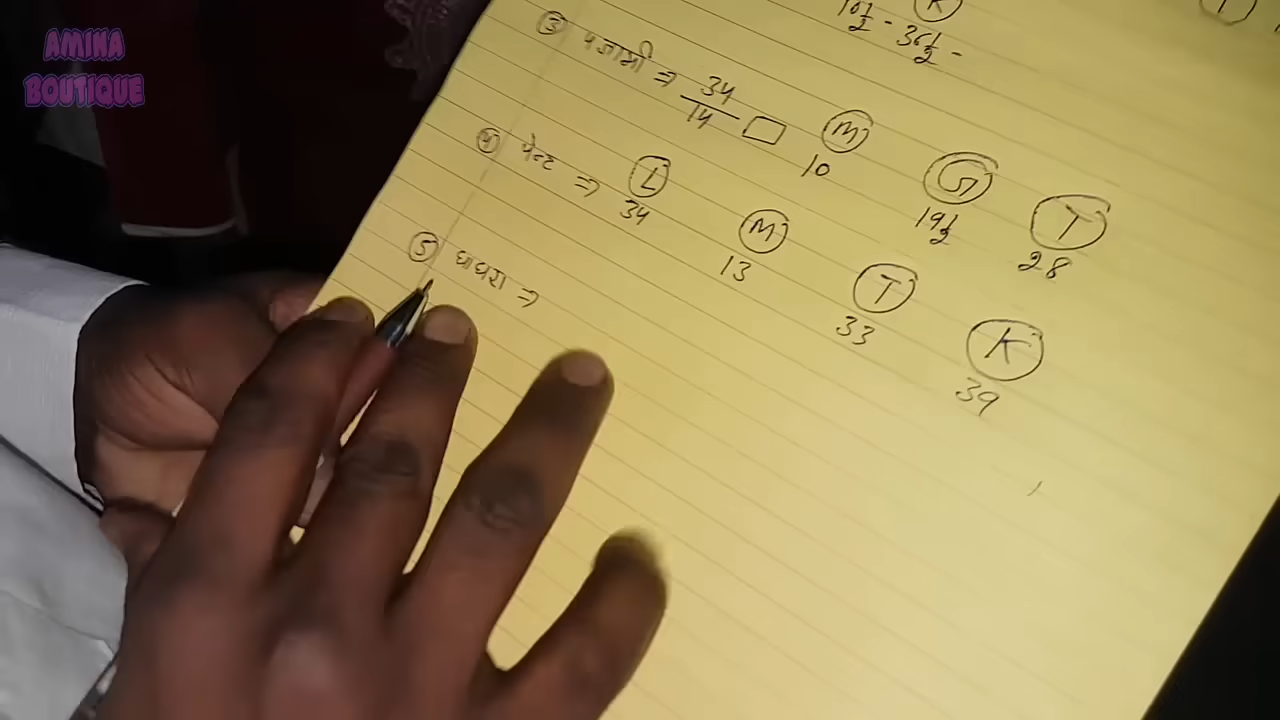 AMINA
BOUTIQUE
K
10½ - 36½ -
T
③ पजामी ⇒ 34/14 □ M 10 G 19½ T 28
④ पेन्ट ⇒ L 34 M 13 T 33 K 39
⑤ घाघरा ⇒